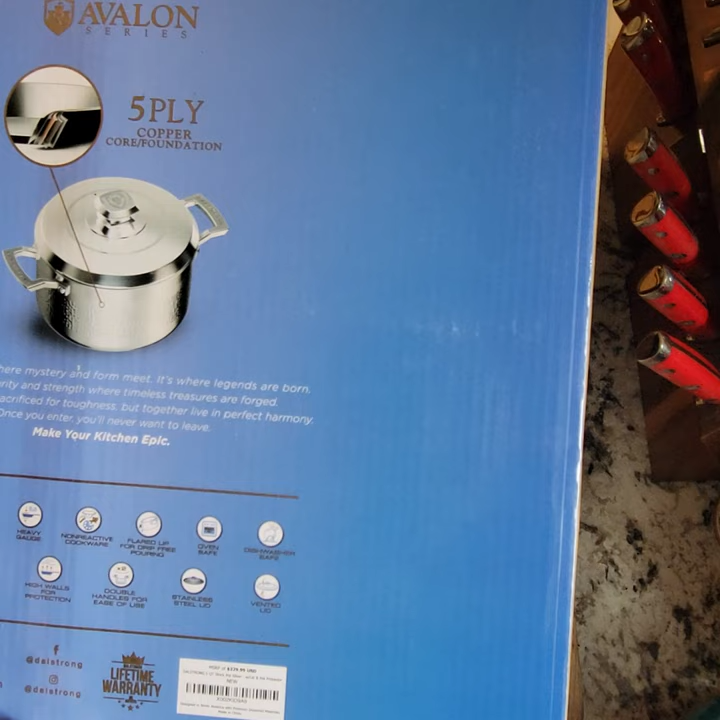 AVALON
SERIES
5PLY
COPPER
CORE/FOUNDATION
here mystery and form meet. It's where legends are born.
rity and strength where timeless treasures are forged.
acrificed for toughness, but together live in perfect harmony.
Once you enter, you'll never want to leave.
Make Your Kitchen Epic.
HEAVY
GAUGE
NONREACTIVE
COOKWARE
FLARED LIP
FOR DRIP FREE
POURING
OVEN
SAFE
DISHWASHER
SAFE
HIGH WALLS
FOR
PROTECTION
DOUBLE
HANDLES FOR
EASE OF USE
STAINLESS
STEEL LID
VENTED
LID
@dalstrong
@dalstrong
LIFETIME
WARRANTY
MSRP of $339.99 USD
NEW